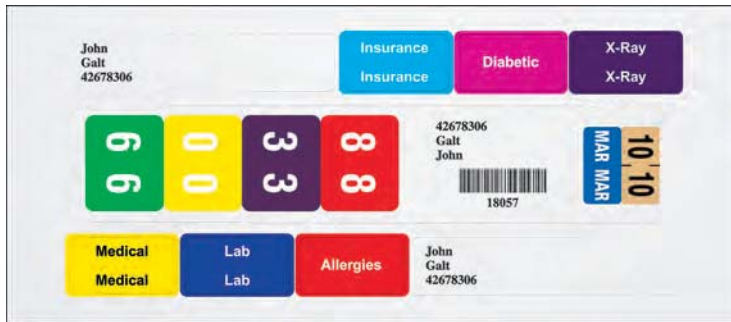 John
Galt
42678306
Insurance
Insurance
Diabetic
X-Ray
X-Ray
6 0 3 8
6 0 3 8
42678306
Galt
John
18057
MAR MAR
10 10
Medical
Medical
Lab
Lab
Allergies
John
Galt
42678306